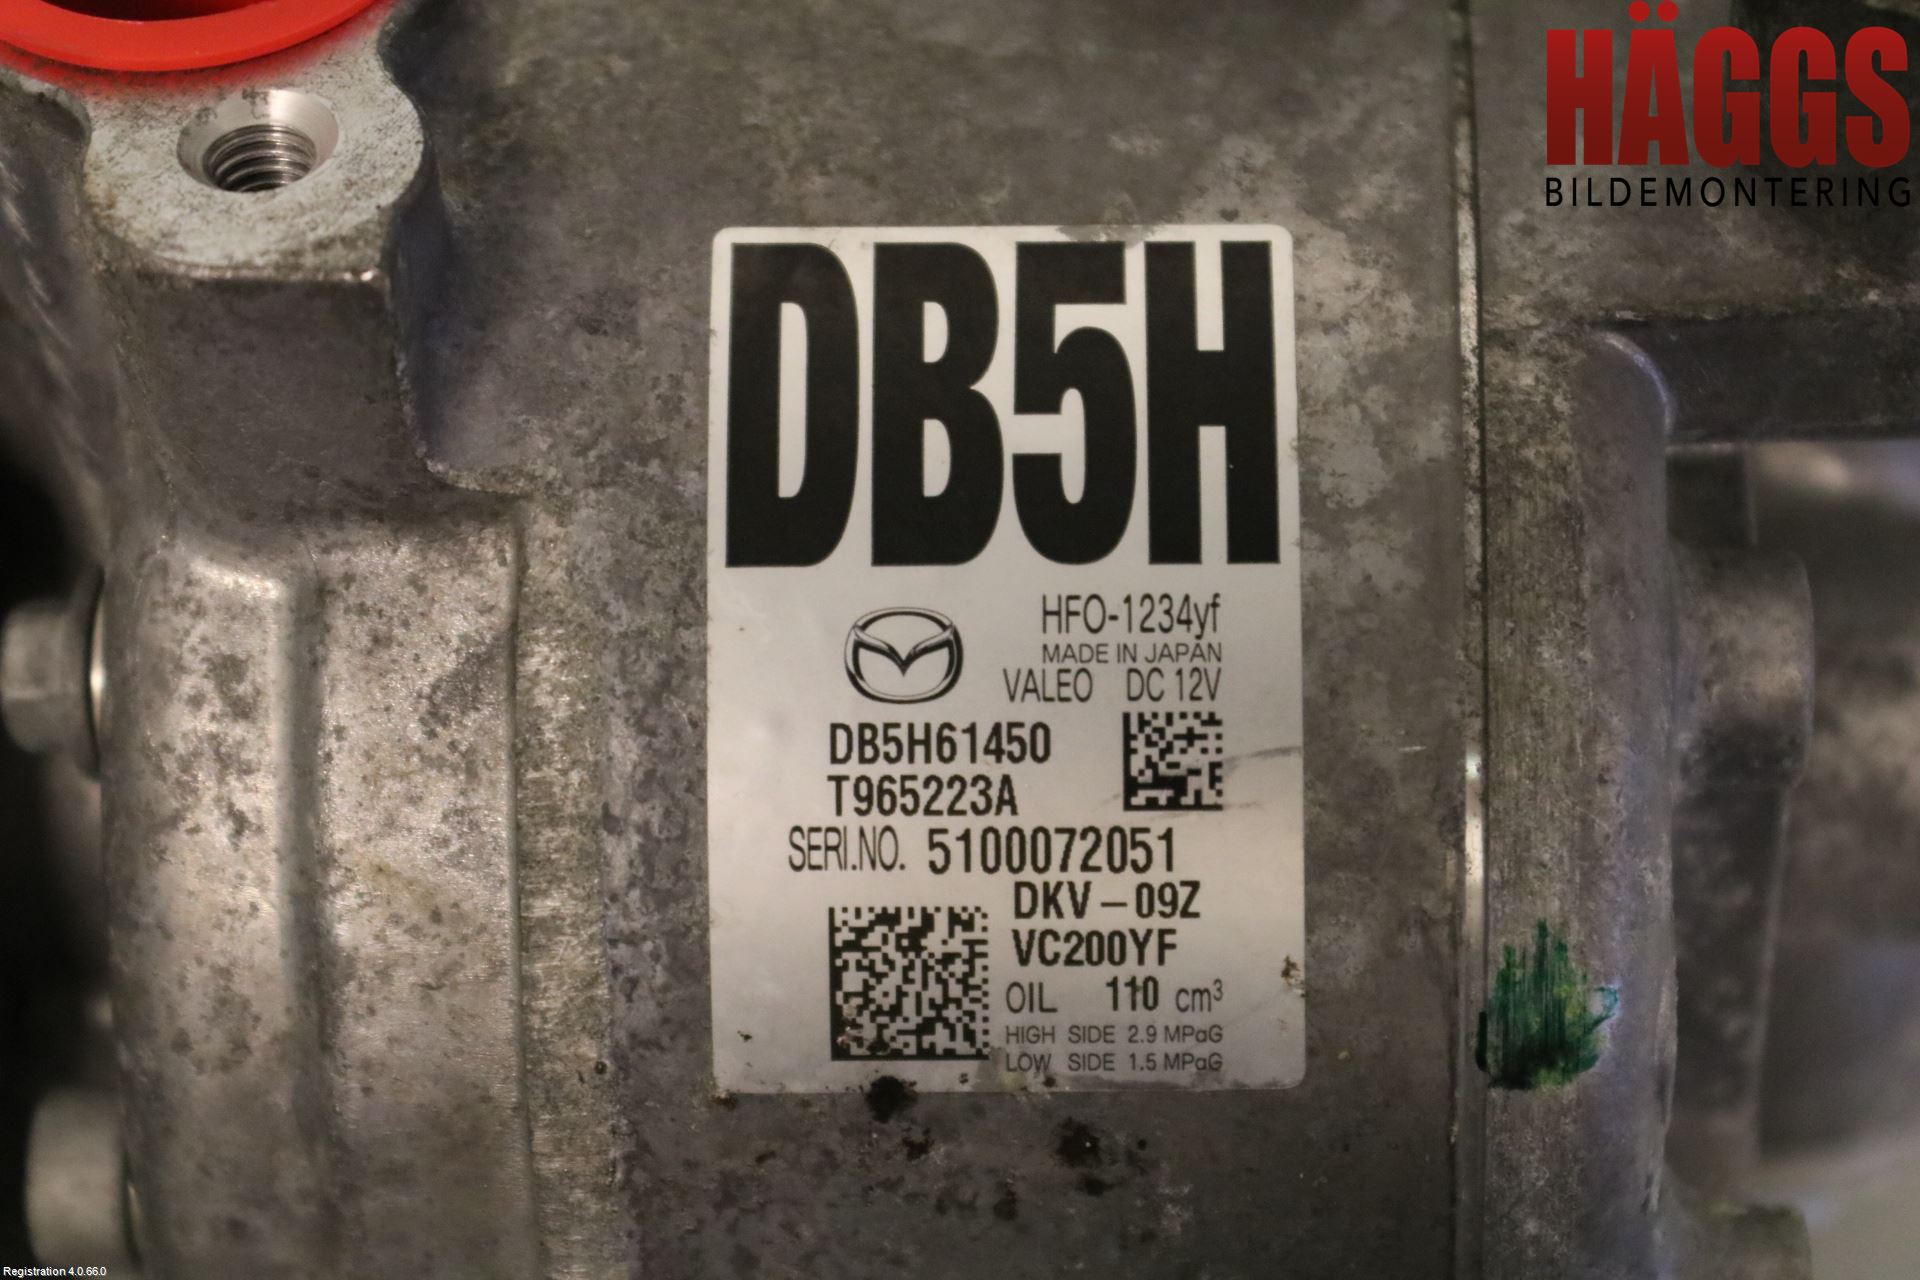 HÄGGS
BILDEMONTERING
DB5H
HFO-1234yf
MADE IN JAPAN
VALEO DC 12V
DB5H61450
T965223A
SERI.NO. 5100072051
DKV-09Z
VC200YF
OIL 110 cm³
HIGH SIDE 2.9 MPaG
LOW SIDE 1.5 MPaG
Registration 4.0.66.0